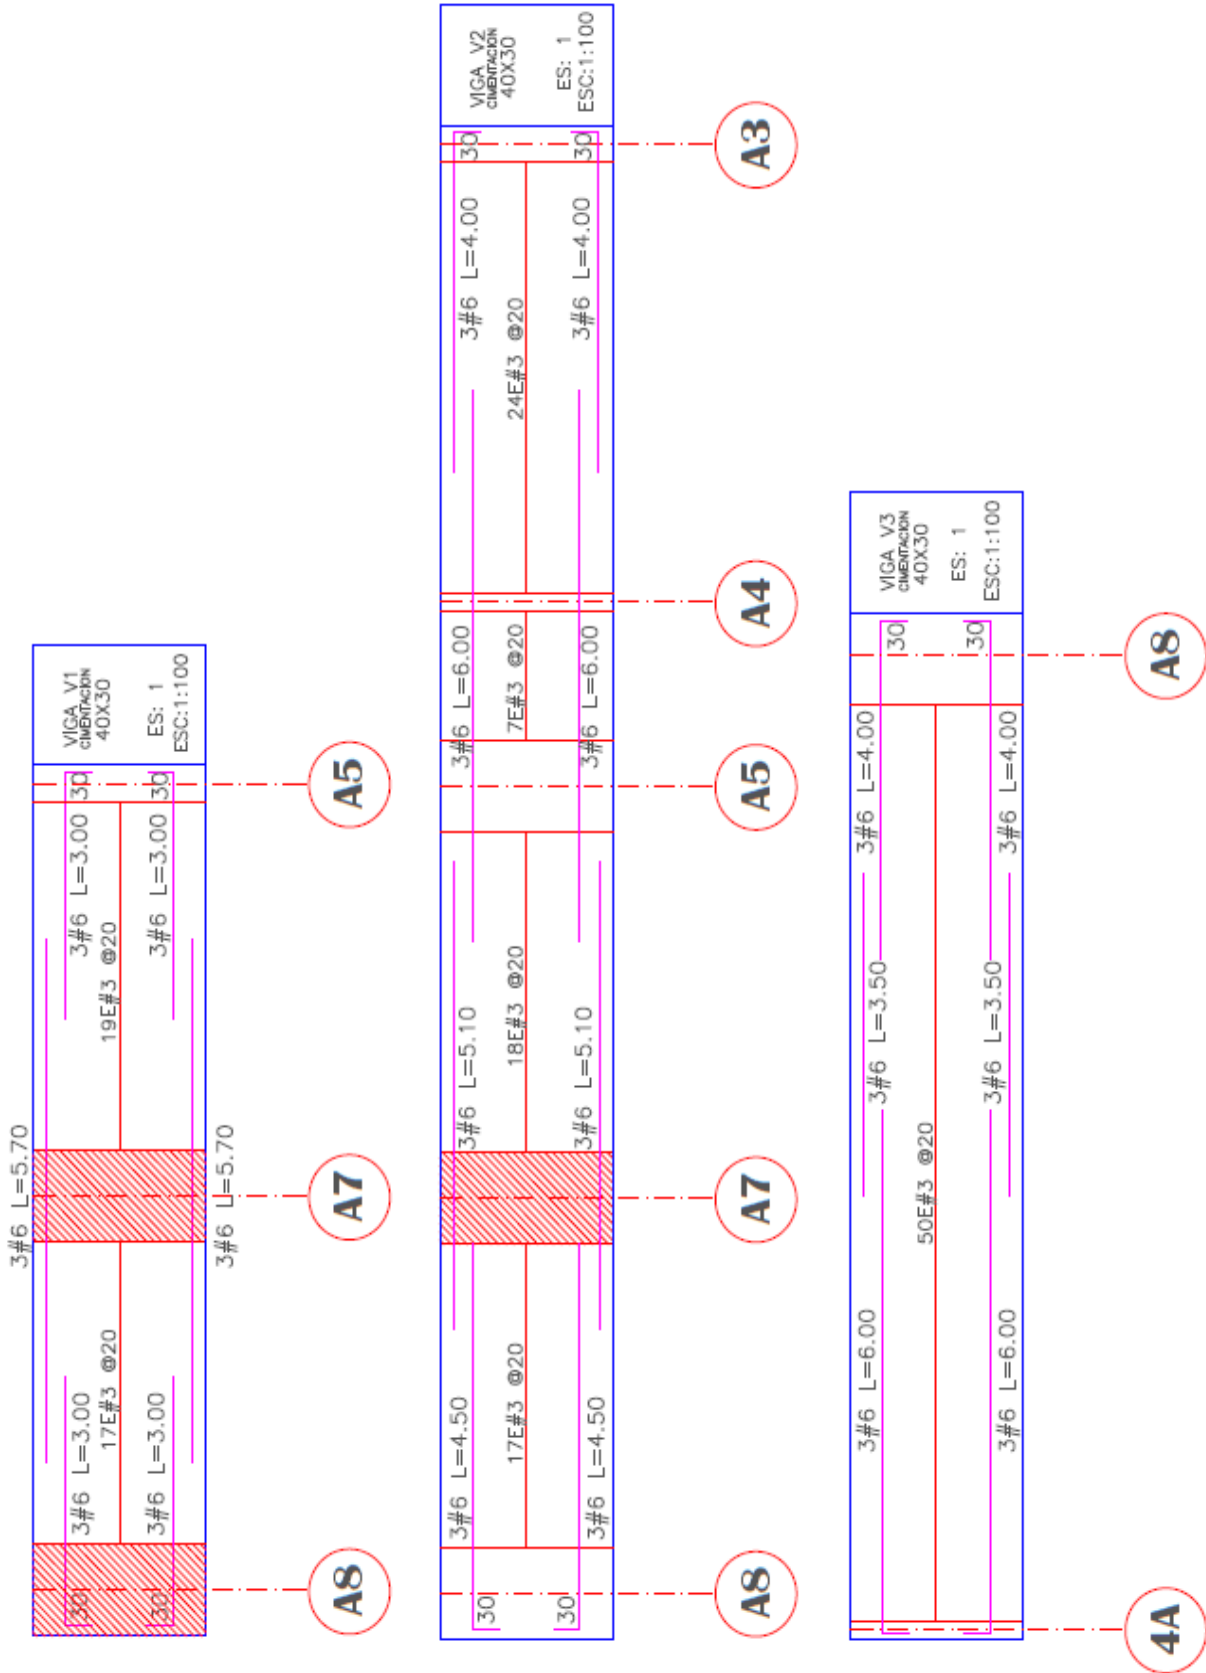 3#6 L=5.70
30
3#6 L=3.00
3#6 L=3.00
30
17E#3 @20
19E#3 @20
30
3#6 L=3.00
3#6 L=3.00
30
3#6 L=5.70
VIGA V1
CIMENTACION
40X30
ES: 1
ESC:1:100
A8
A7
A5
3#6 L=4.50
3#6 L=5.10
3#6 L=6.00
3#6 L=4.00
30
30
17E#3 @20
18E#3 @20
7E#3 @20
24E#3 @20
30
30
3#6 L=4.50
3#6 L=5.10
3#6 L=6.00
3#6 L=4.00
VIGA V2
CIMENTACION
40X30
ES: 1
ESC:1:100
A8
A7
A5
A4
A3
3#6 L=6.00
3#6 L=3.50
3#6 L=4.00
30
50E#3 @20
30
3#6 L=6.00
3#6 L=3.50
3#6 L=4.00
VIGA V3
CIMENTACION
40X30
ES: 1
ESC:1:100
4A
A8